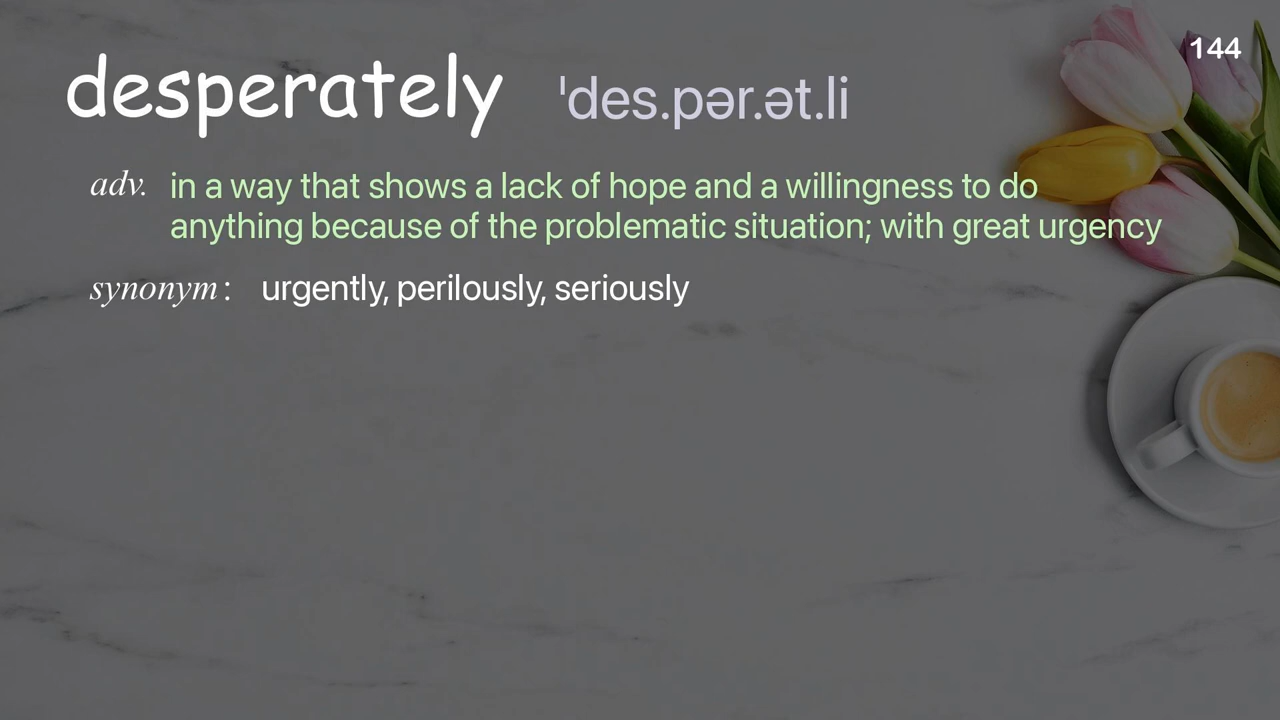 144
desperately ˈdes.pər.ət.li
adv. in a way that shows a lack of hope and a willingness to do
anything because of the problematic situation; with great urgency
synonym : urgently, perilously, seriously